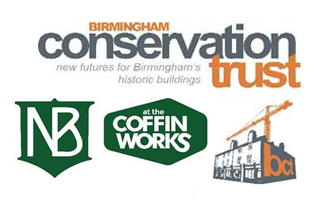 BIRMINGHAM
conservation
new futures for Birmingham's
historic buildings
trust
NB
at the
COFFIN
WORKS
bct